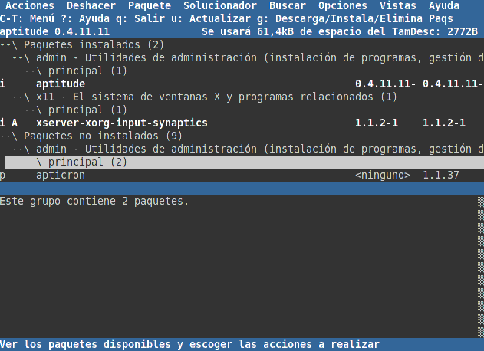 Acciones Deshacer Paquete Solucionador Buscar Opciones Vistas Ayuda
C-T: Menú ?: Ayuda q: Salir u: Actualizar g: Descarga/Instala/Elimina Paqs
aptitude 0.4.11.11 Se usará 61,4kB de espacio del TamDesc: 2772B
--\ Paquetes instalados (2)
--\ admin - Utilidades de administración (instalación de programas, gestión d
--\ principal (1)
i aptitude 0.4.11.11- 0.4.11.11-
--\ x11 - El sistema de ventanas X y programas relacionados (1)
--\ principal (1)
i A xserver-xorg-input-synaptics 1.1.2-1 1.1.2-1
--\ Paquetes no instalados (9)
--\ admin - Utilidades de administración (instalación de programas, gestión d
\ principal (2)
p apticron <ninguno> 1.1.37
Este grupo contiene 2 paquetes.
Ver los paquetes disponibles y escoger las acciones a realizar